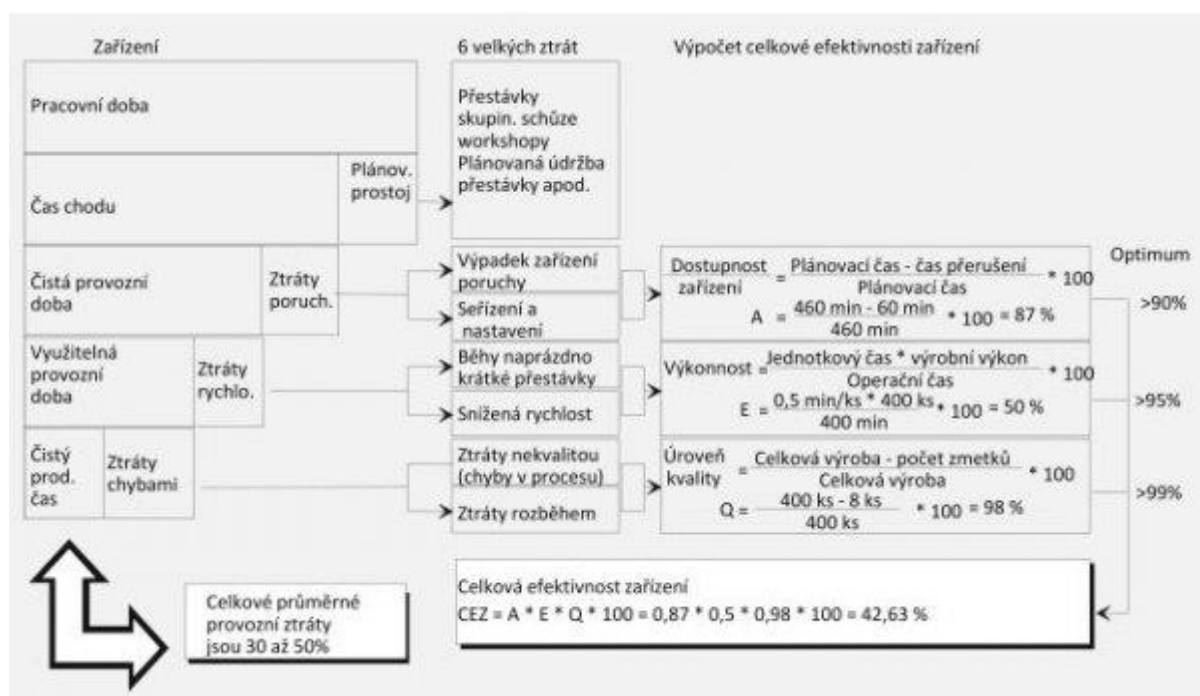 Zařízení
6 velkých ztrát
Výpočet celkové efektivnosti zařízení
Pracovní doba
Čas chodu
Plánov.
prostoj
Přestávky
skupin. schůze
workshopy
Plánovaná údržba
přestávky apod.
Čistá provozní
doba
Ztráty
poruch.
Výpadek zařízení
poruchy
Seřízení a
nastavení
Dostupnost
zařízení
= Plánovací čas - čas přerušení * 100
Plánovací čas
A = 460 min - 60 min * 100 = 87 %
460 min
Optimum
>90%
Využitelná
provozní
doba
Ztráty
rychlo.
Běhy naprázdno
krátké přestávky
Snížená rychlost
Výkonnost = Jednotkový čas * výrobní výkon * 100
Operační čas
E = 0,5 min/ks * 400 ks * 100 = 50 %
400 min
>95%
Čistý
prod.
čas
Ztráty
chybami
Ztráty nekvalitou
(chyby v procesu)
Ztráty rozběhem
Úroveň
kvality
= Celková výroba - počet zmetků * 100
Celková výroba
Q = 400 ks - 8 ks * 100 = 98 %
400 ks
>99%
Celkové průměrné
provozní ztráty
jsou 30 až 50%
Celková efektivnost zařízení
CEZ = A * E * Q * 100 = 0,87 * 0,5 * 0,98 * 100 = 42,63 %